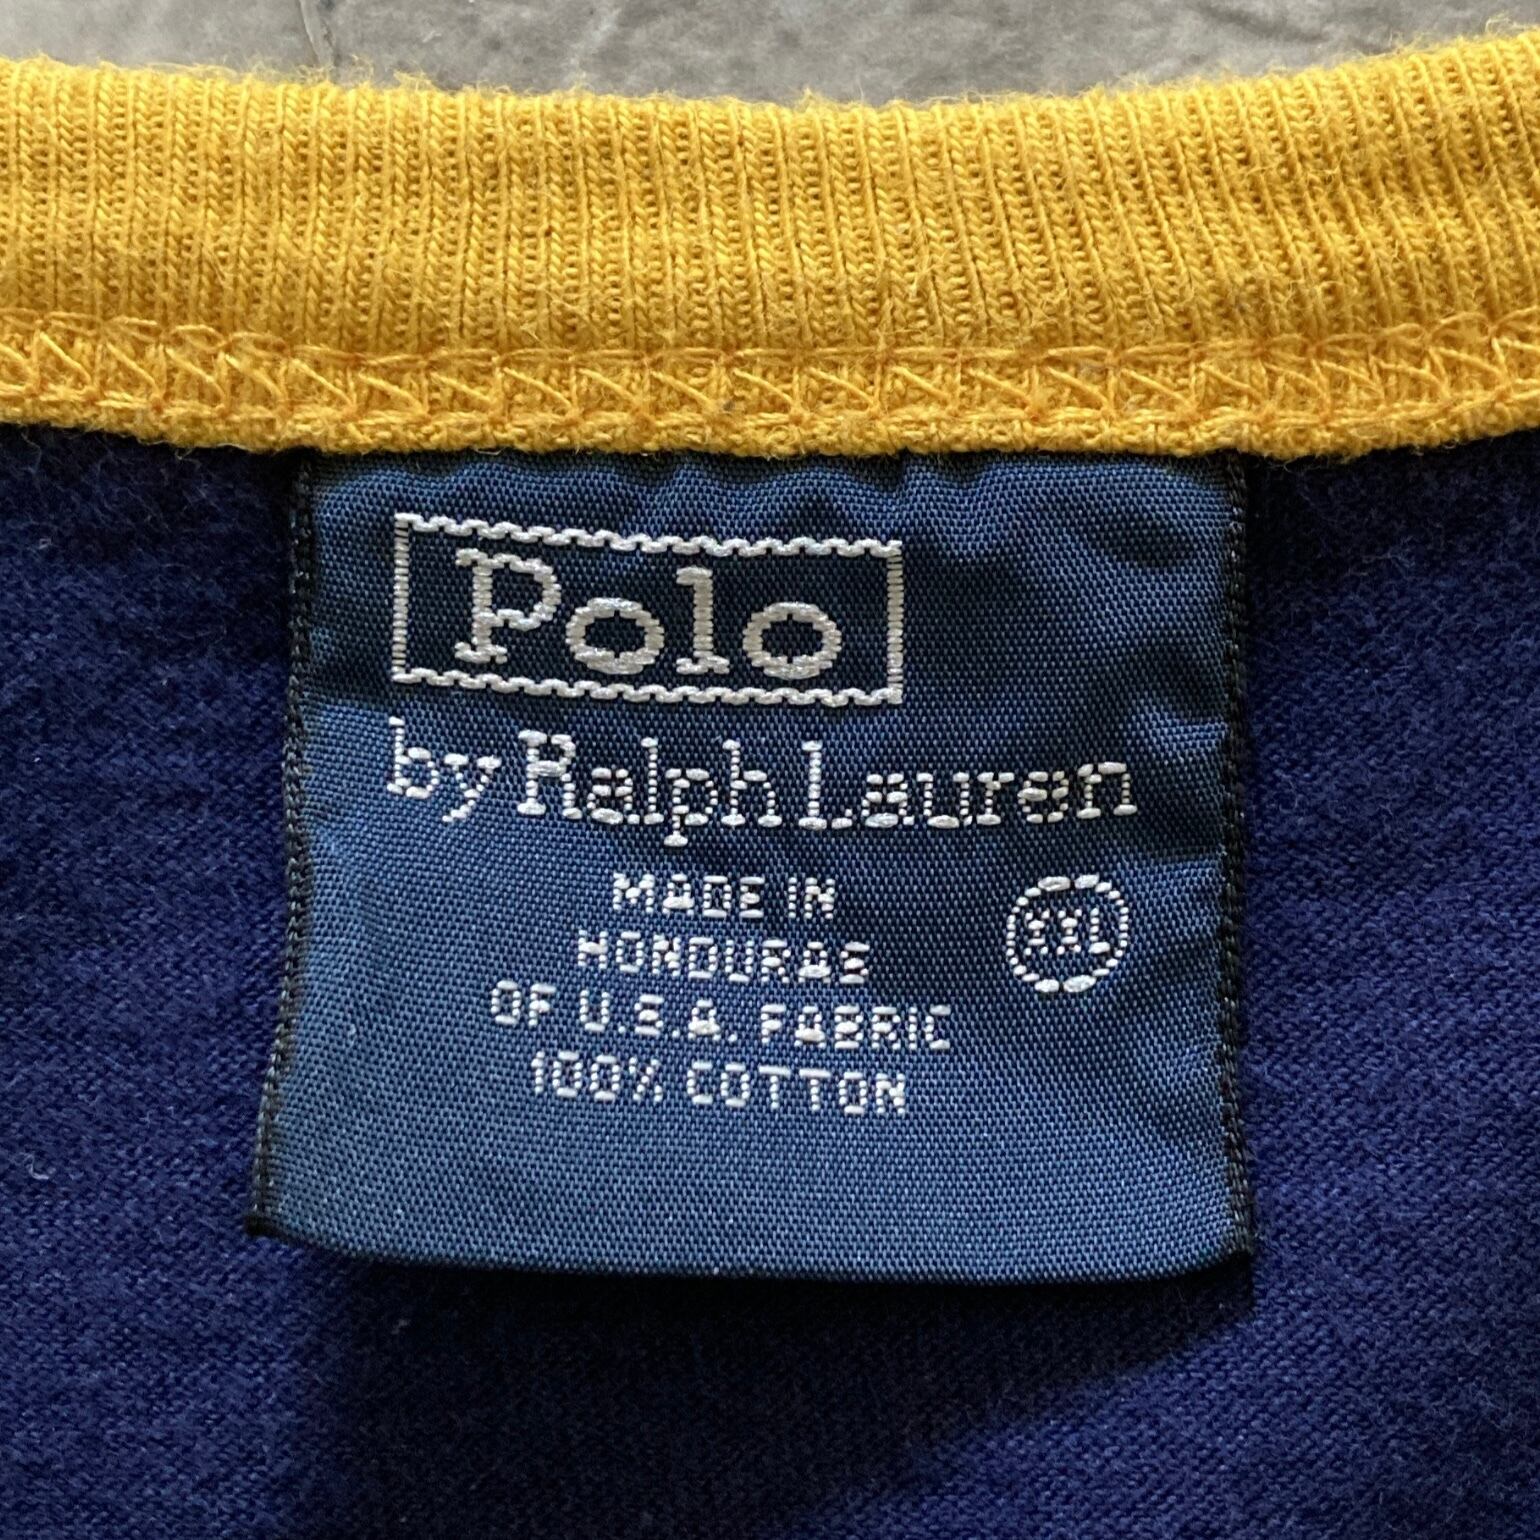 Polo
by Ralph Lauren
MADE IN
HONDURAS
OF U.S.A. FABRIC
100% COTTON
XXL